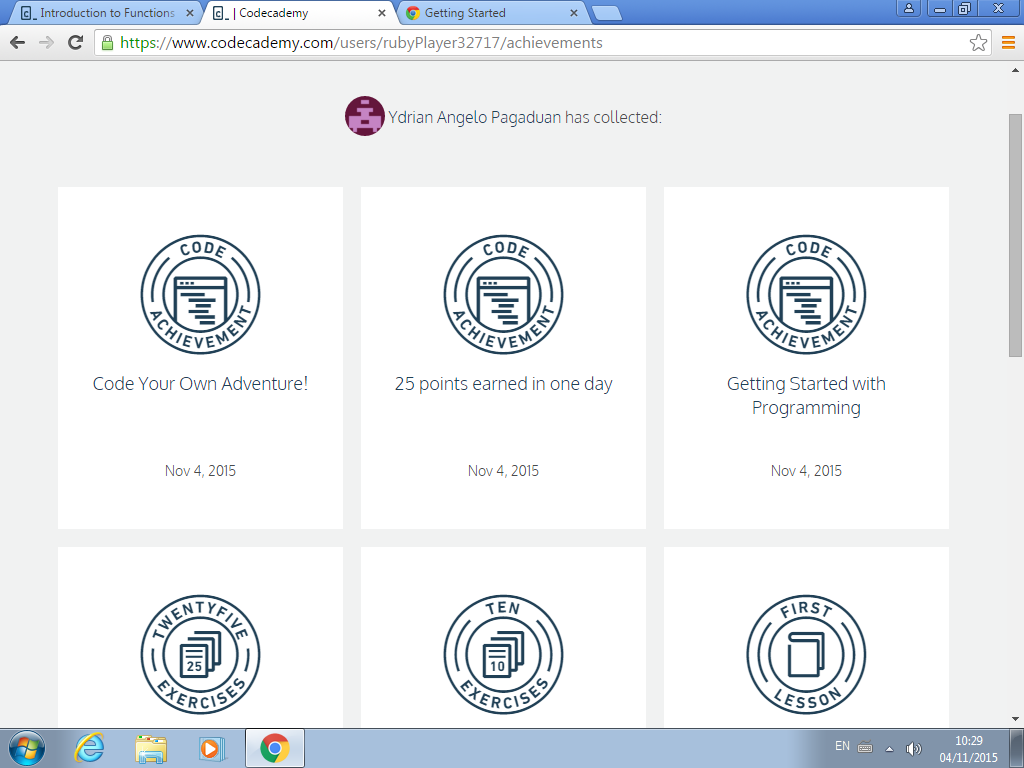 Introduction to Functions
| Codecademy
Getting Started
https://www.codecademy.com/users/rubyPlayer32717/achievements
Ydrian Angelo Pagaduan has collected:
CODE
ACHIEVEMENT
Code Your Own Adventure!
Nov 4, 2015
CODE
ACHIEVEMENT
25 points earned in one day
Nov 4, 2015
CODE
ACHIEVEMENT
Getting Started with
Programming
Nov 4, 2015
TWENTYFIVE
25
EXERCISES
TEN
10
EXERCISES
FIRST
LESSON
EN
10:29
04/11/2015